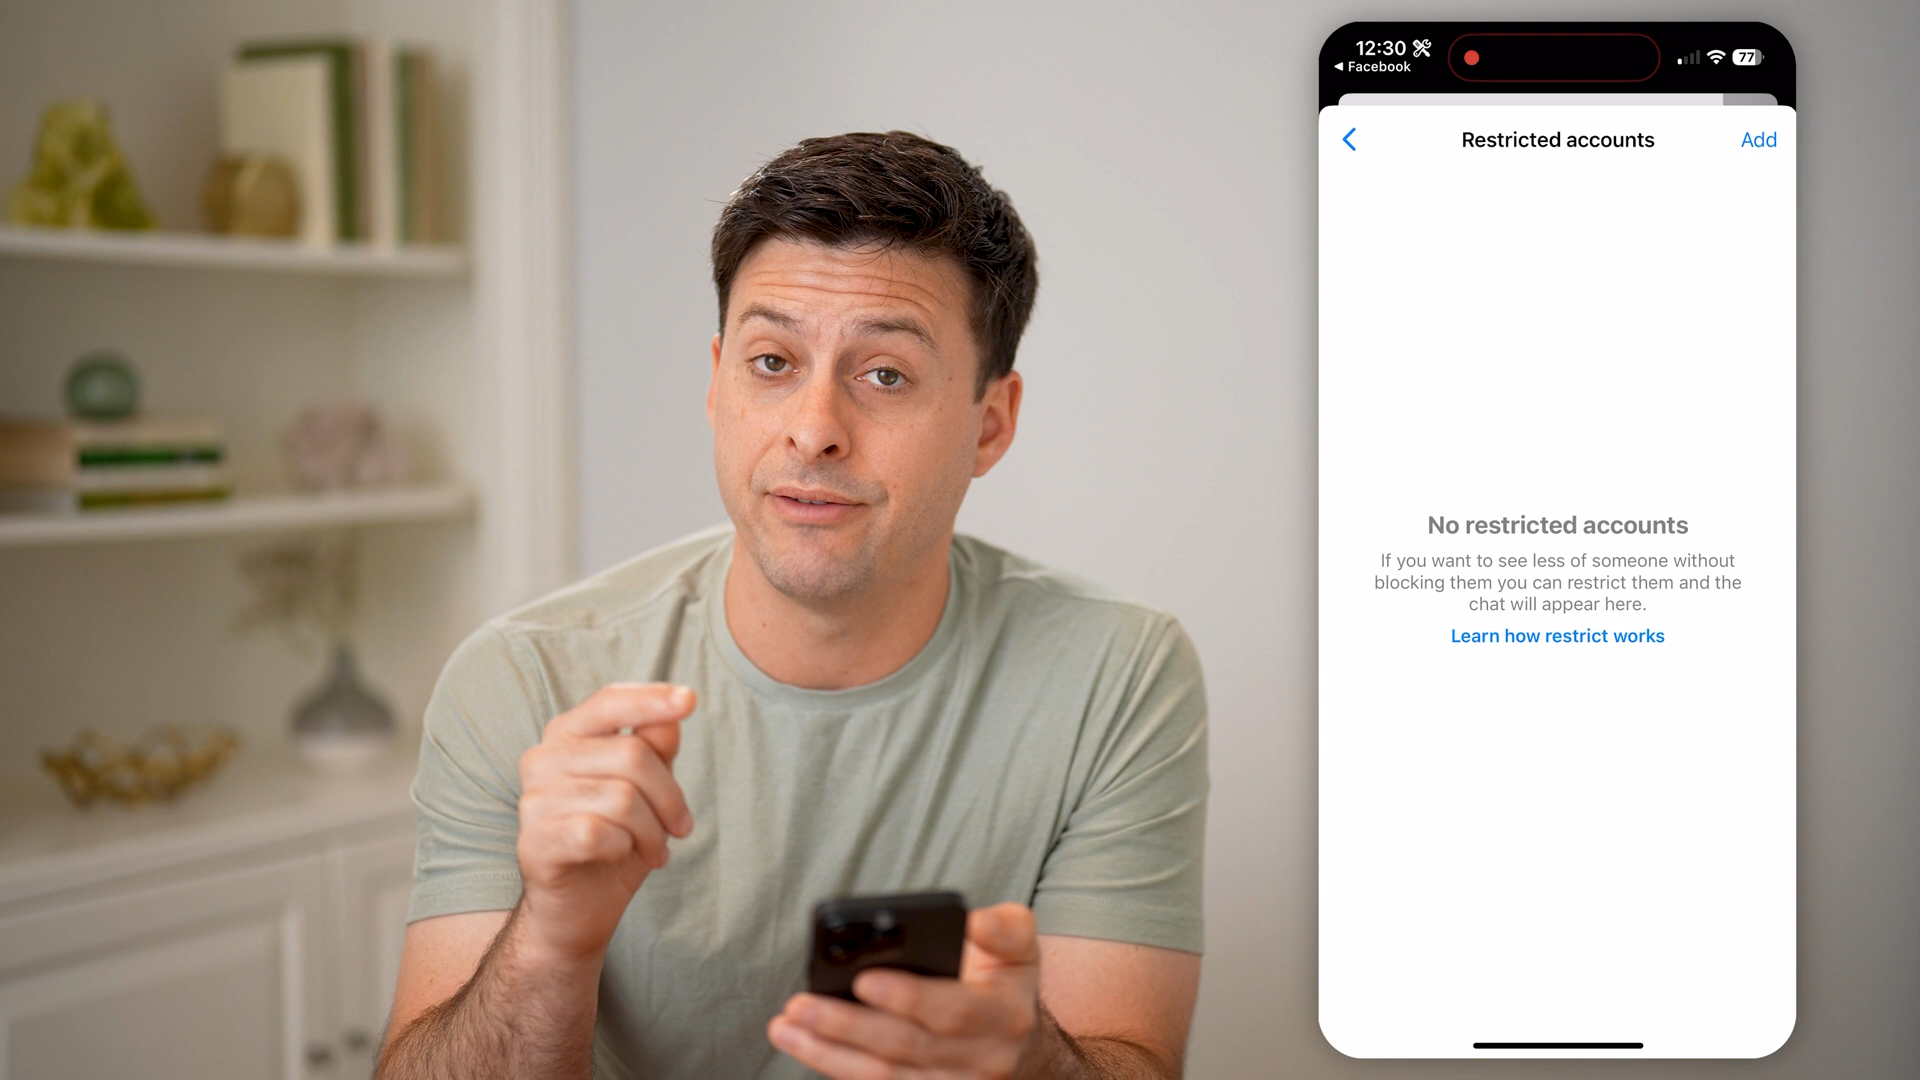 12:30
Facebook
77
Restricted accounts
Add
No restricted accounts
If you want to see less of someone without
blocking them you can restrict them and the
chat will appear here.
Learn how restrict works